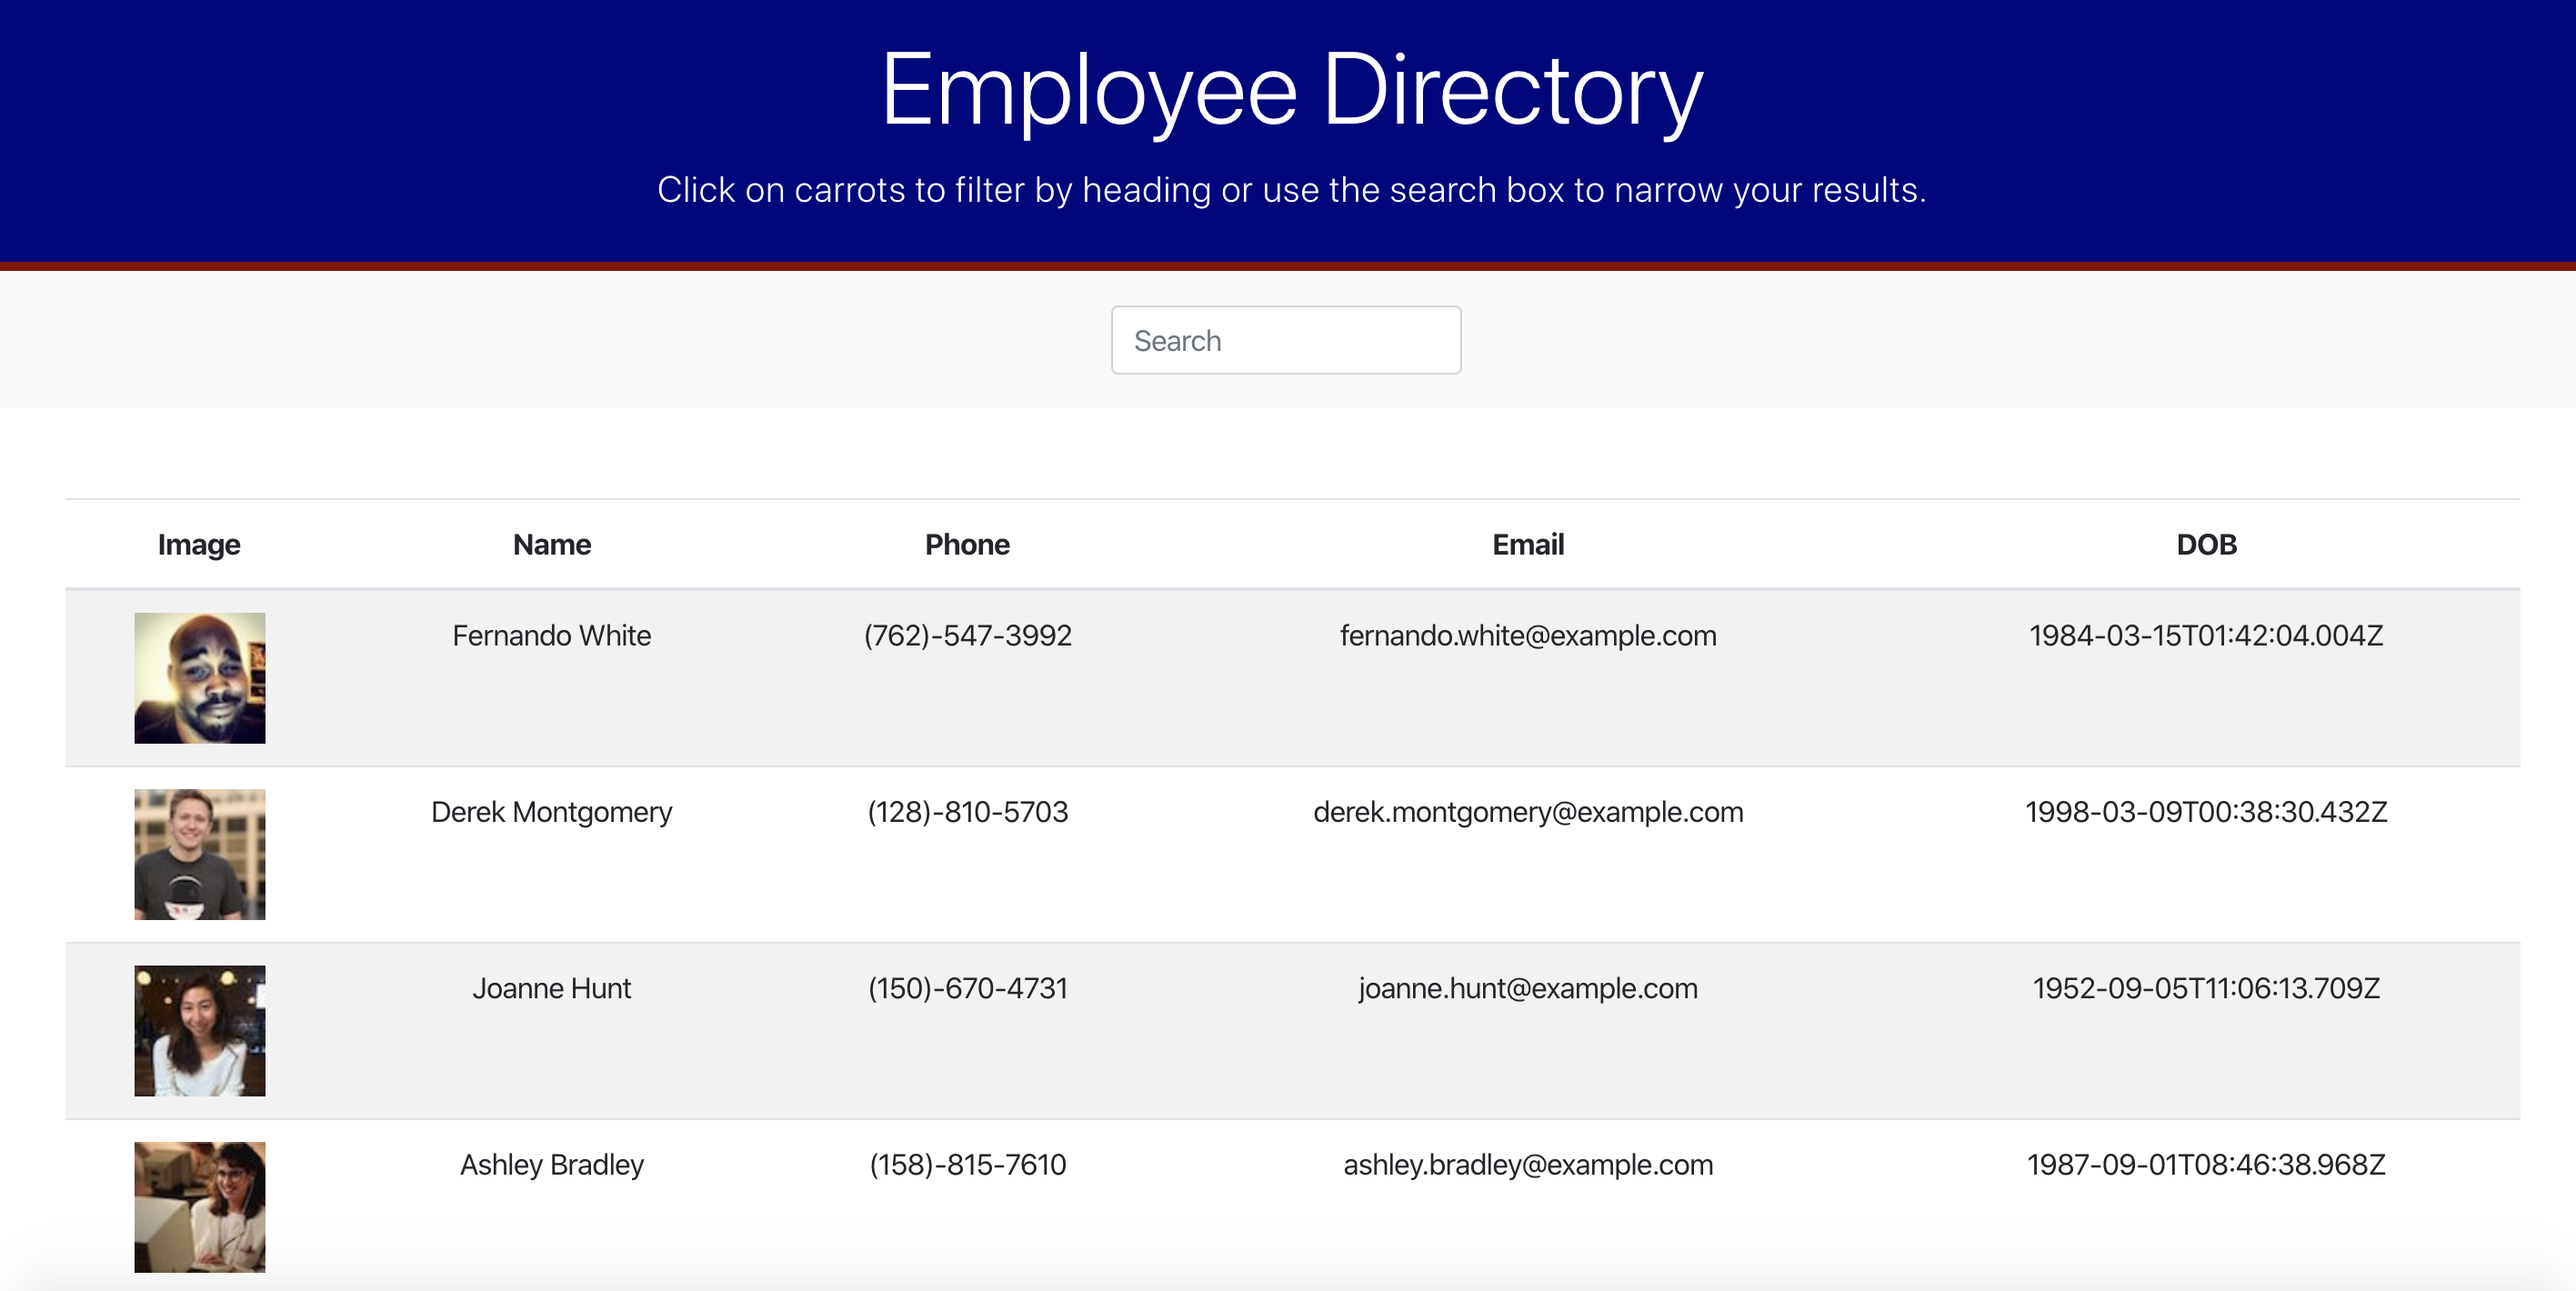 Employee Directory
Click on carrots to filter by heading or use the search box to narrow your results.
Search
Image Name Phone Email DOB
Fernando White (762)-547-3992 fernando.white@example.com 1984-03-15T01:42:04.004Z
Derek Montgomery (128)-810-5703 derek.montgomery@example.com 1998-03-09T00:38:30.432Z
Joanne Hunt (150)-670-4731 joanne.hunt@example.com 1952-09-05T11:06:13.709Z
Ashley Bradley (158)-815-7610 ashley.bradley@example.com 1987-09-01T08:46:38.968Z